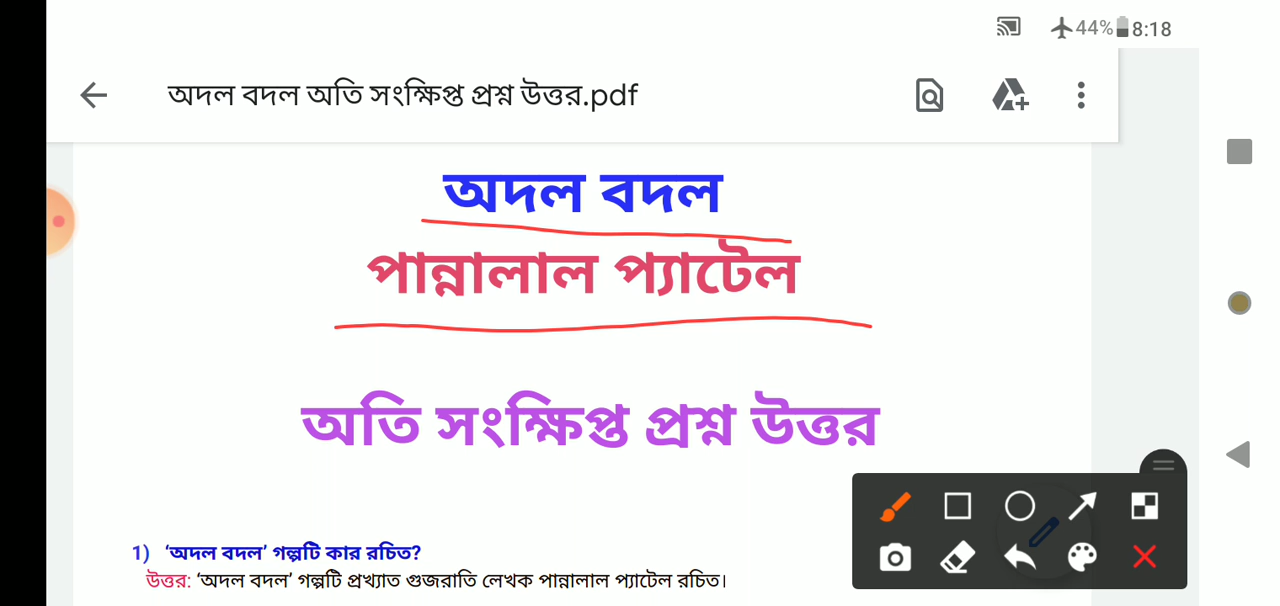 44% 8:18
অদল বদল অতি সংক্ষিপ্ত প্রশ্ন উত্তর.pdf
অদল বদল
পান্নালাল প্যাটেল
অতি সংক্ষিপ্ত প্রশ্ন উত্তর
1) ‘অদল বদল’ গল্পটি কার রচিত?
উত্তর: ‘অদল বদল’ গল্পটি প্রখ্যাত গুজরাতি লেখক পান্নালাল প্যাটেল রচিত।